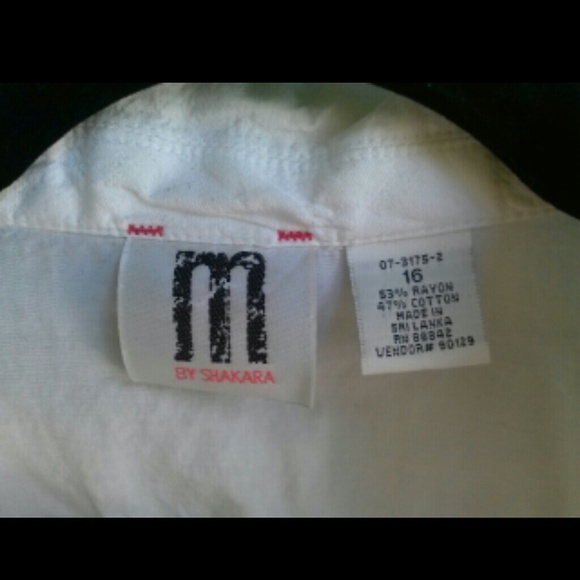 m
BY SHAKARA
07-3175-2
16
53% RAYON
47% COTTON
MADE IN
SRI LANKA
RN 86842
VENDOR# 90129